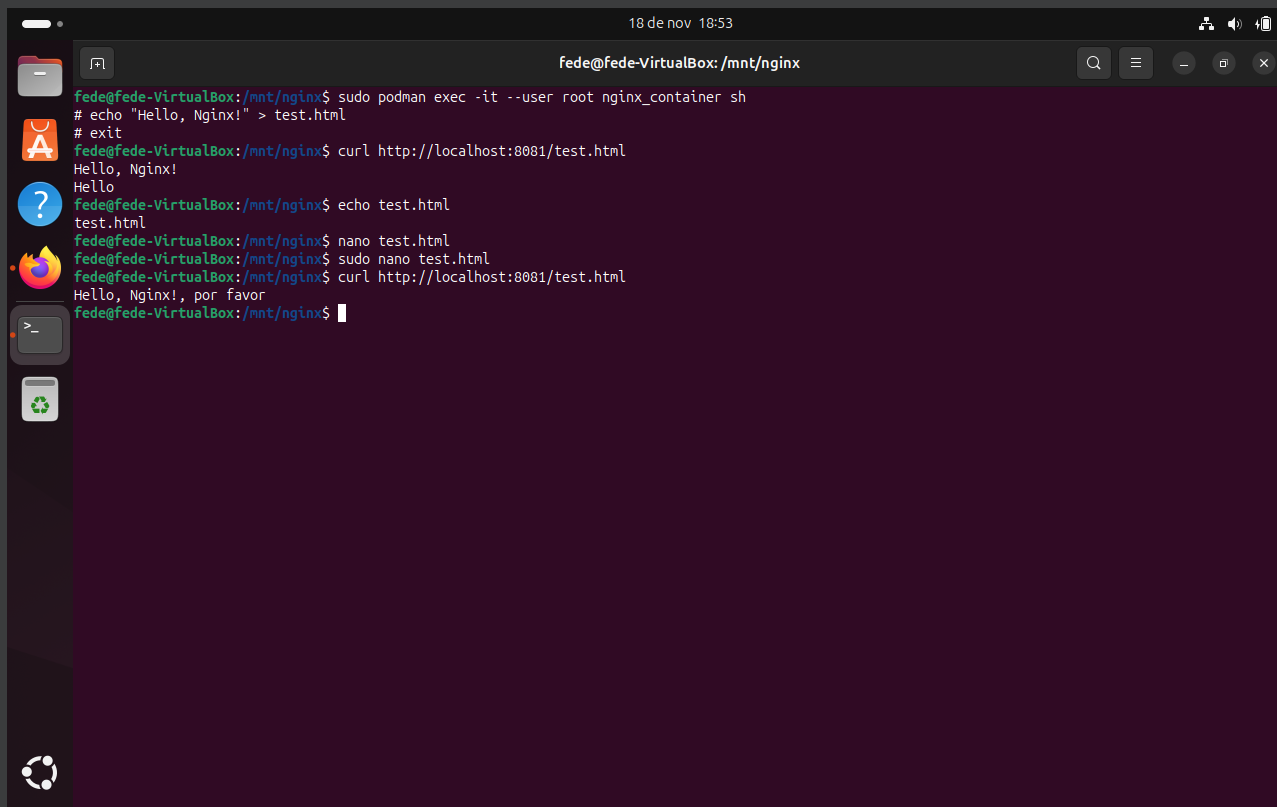 18 de nov 18:53
fede@fede-VirtualBox: /mnt/nginx
fede@fede-VirtualBox:/mnt/nginx$ sudo podman exec -it --user root nginx_container sh
# echo "Hello, Nginx!" > test.html
# exit
fede@fede-VirtualBox:/mnt/nginx$ curl http://localhost:8081/test.html
Hello, Nginx!
Hello
fede@fede-VirtualBox:/mnt/nginx$ echo test.html
test.html
fede@fede-VirtualBox:/mnt/nginx$ nano test.html
fede@fede-VirtualBox:/mnt/nginx$ sudo nano test.html
fede@fede-VirtualBox:/mnt/nginx$ curl http://localhost:8081/test.html
Hello, Nginx!, por favor
fede@fede-VirtualBox:/mnt/nginx$